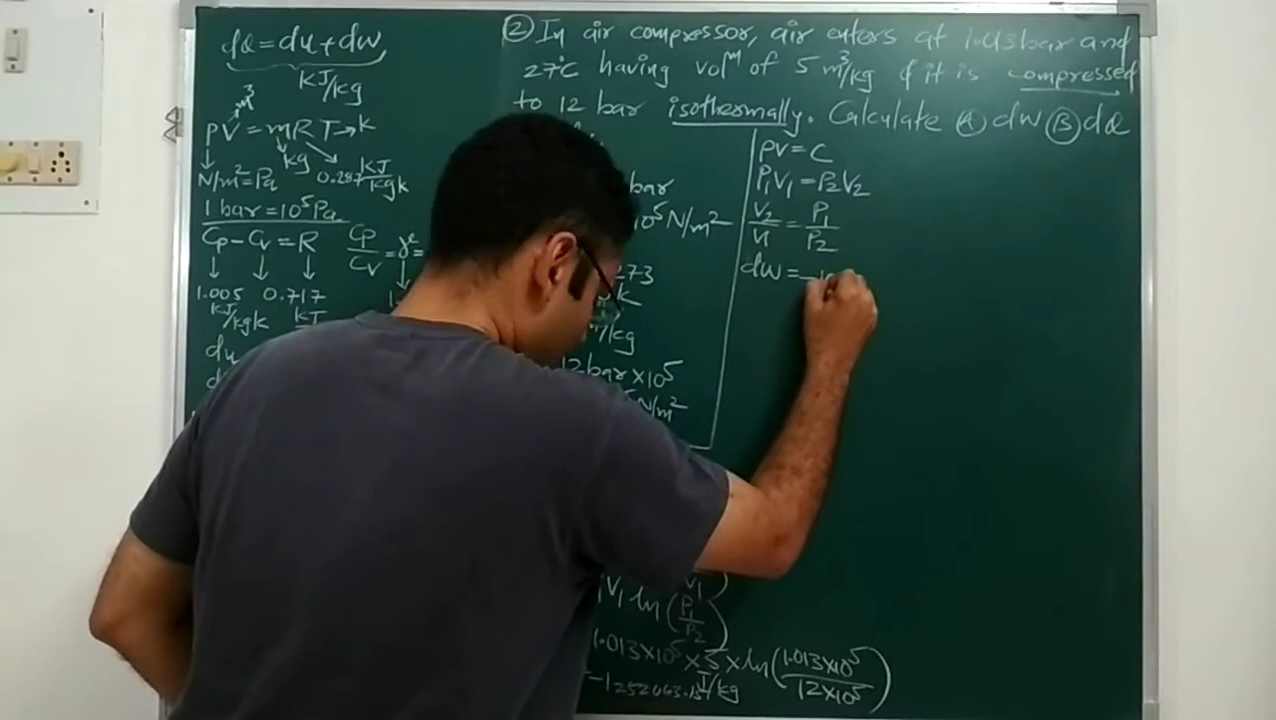 dQ = du + dw
KJ/kg
m³
PV = mRT → K
kg
N/m² = Pa
0.287 KJ/kgK
1 bar = 10⁵ Pa
Cp - Cv = R
Cp/Cv = γ =
1.005 0.717
KJ/kgK KJ
du
② In air compressor, air enters at 1.013 bar and
27°C having volᵐ of 5 m³/kg & it is compressed
to 12 bar isothermally. Calculate Ⓐ dw Ⓑ dQ
bar
10⁵ N/m²
273
K
/kg
12 bar × 10⁵
N/m²
V₁ ln (P₁/P₂)
1.013×10⁵ × 5 × ln (1.013×10⁵/12×10⁵)
= -1252063.15 J/kg
PV = C
P₁V₁ = P₂V₂
V₂/V₁ = P₁/P₂
dw = -